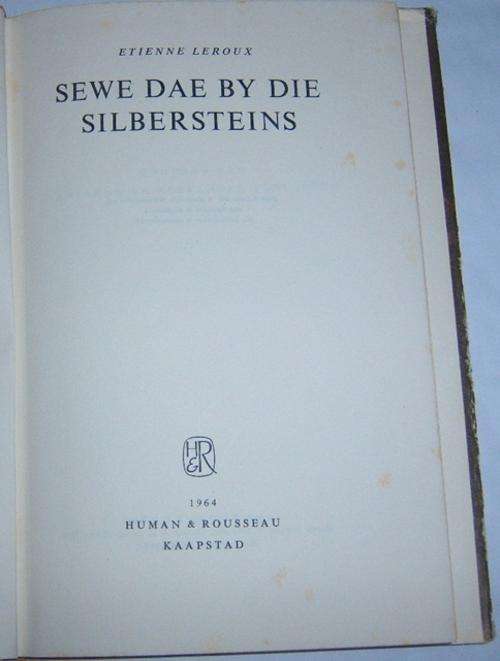 ETIENNE LEROUX
SEWE DAE BY DIE
SILBERSTEINS
H&R
1964
HUMAN & ROUSSEAU
KAAPSTAD